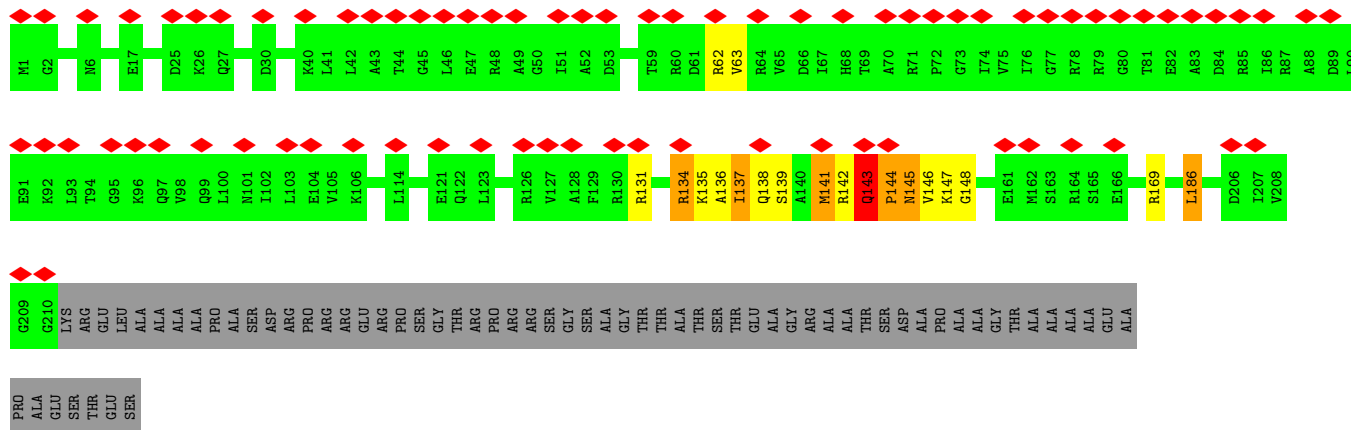 M1 G2 N6 E17 D25 K26 Q27 D30 K40 L41 L42 A43 T44 G45 L46 E47 R48 A49 G50 I51 A52 D53 T59 R60 D61 R62 V63 R64 V65 D66 I67 H68 T69 A70 R71 P72 G73 I74 V75 I76 G77 R78 R79 G80 T81 E82 A83 D84 R85 I86 R87 A88 D89
E91 K92 L93 T94 G95 K96 Q97 V98 Q99 L100 N101 I102 L103 E104 V105 K106 L114 E121 Q122 L123 R126 V127 A128 F129 R130 R131 R134 K135 A136 I137 Q138 S139 A140 M141 R142 Q143 P144 N145 V146 K147 G148 E161 M162 S163 R164 S165 E166 R169 L186 D206 I207 V208
G209 G210 LYS ARG GLU LEU ALA ALA ALA ALA PRO ALA SER ASP ARG PRO ARG ARG GLU ARG PRO SER GLY THR ARG PRO ARG ARG SER GLY SER ALA GLY THR THR ALA THR SER THR GLU ALA GLY ARG ALA ALA THR SER ASP ALA PRO ALA ALA GLY THR ALA ALA ALA ALA GLU ALA
PRO ALA GLU SER THR GLU SER